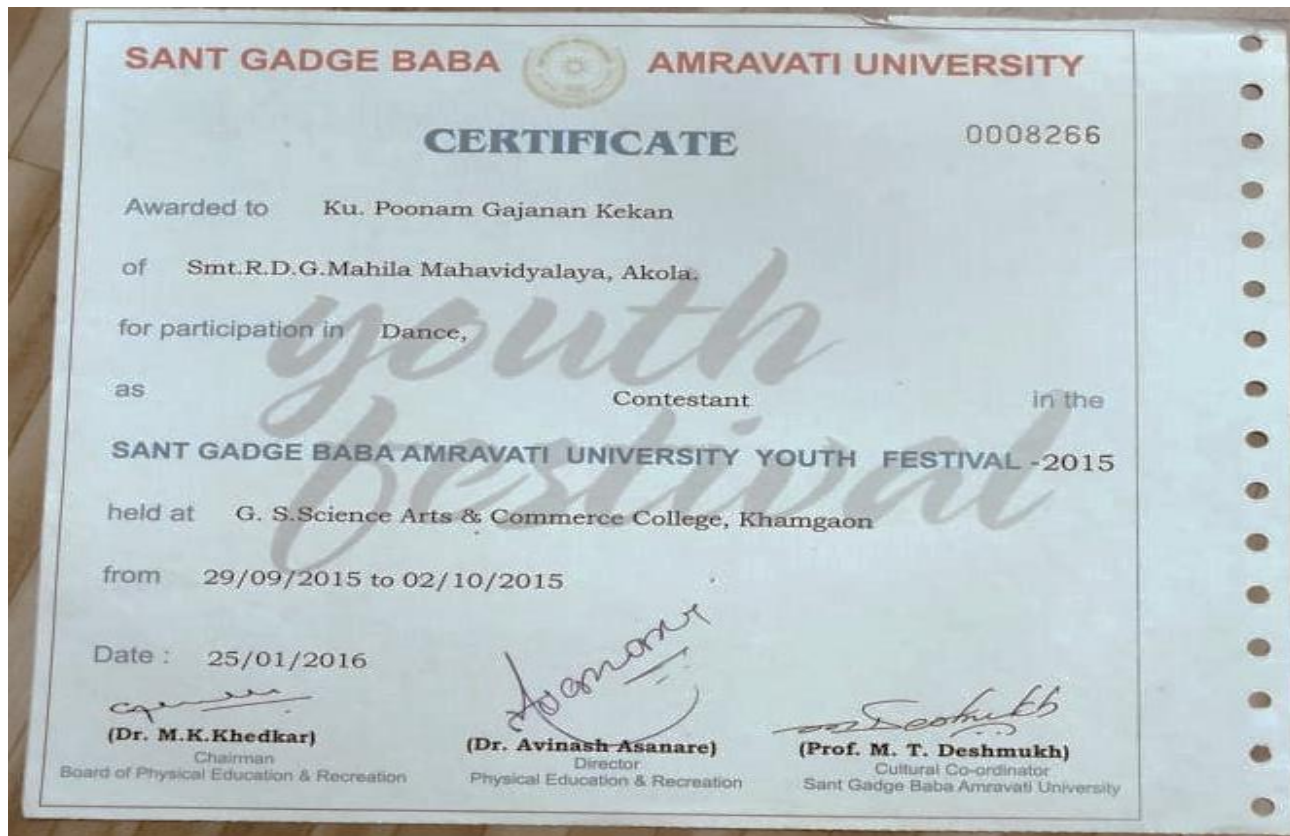 SANT GADGE BABA AMRAVATI UNIVERSITY
CERTIFICATE 0008266
Awarded to Ku. Poonam Gajanan Kekan
of Smt.R.D.G.Mahila Mahavidyalaya, Akola.
for participation in Dance,
as Contestant in the
youth
festival
SANT GADGE BABA AMRAVATI UNIVERSITY YOUTH FESTIVAL -2015
held at G. S.Science Arts & Commerce College, Khamgaon
from 29/09/2015 to 02/10/2015
Date : 25/01/2016
Asanare
Deshmukh
(Dr. M.K.Khedkar) (Dr. Avinash Asanare) (Prof. M. T. Deshmukh)
Chairman Director Cultural Co-ordinator
Board of Physical Education & Recreation Physical Education & Recreation Sant Gadge Baba Amravati University